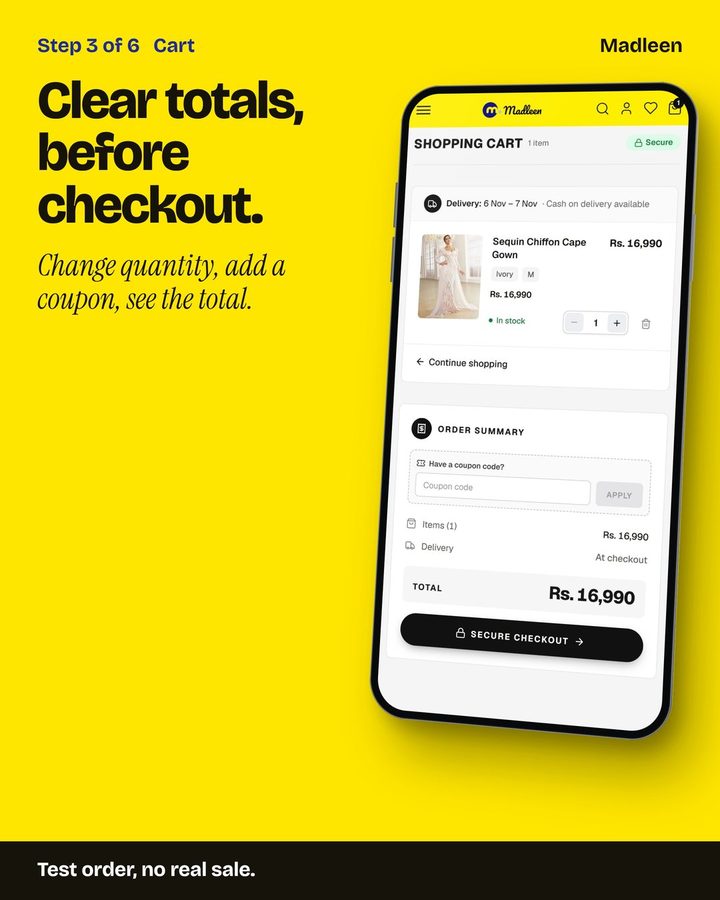 Step 3 of 6 Cart
Madleen
Clear totals,
before
checkout.
Change quantity, add a
coupon, see the total.
m Madleen
1
SHOPPING CART 1 item
Secure
Delivery: 6 Nov – 7 Nov · Cash on delivery available
Sequin Chiffon Cape
Gown
Rs. 16,990
Ivory M
Rs. 16,990
In stock
− 1 +
← Continue shopping
ORDER SUMMARY
Have a coupon code?
Coupon code
APPLY
Items (1)
Rs. 16,990
Delivery
At checkout
TOTAL
Rs. 16,990
SECURE CHECKOUT →
Test order, no real sale.